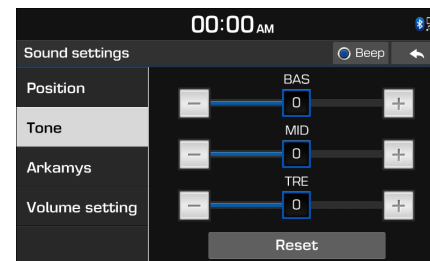 00:00 AM
Sound settings
Beep
Position
Tone
Arkamys
Volume setting
BAS
− 0 +
MID
− 0 +
TRE
− 0 +
Reset